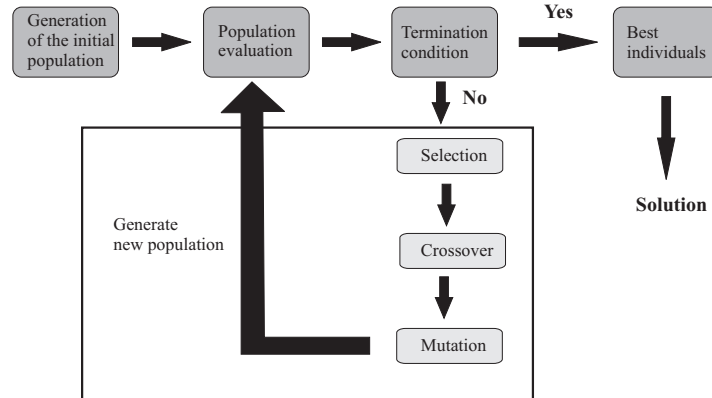 Generation
of the initial
population
Population
evaluation
Termination
condition
Yes
Best
individuals
No
Selection
Solution
Generate
new population
Crossover
Mutation